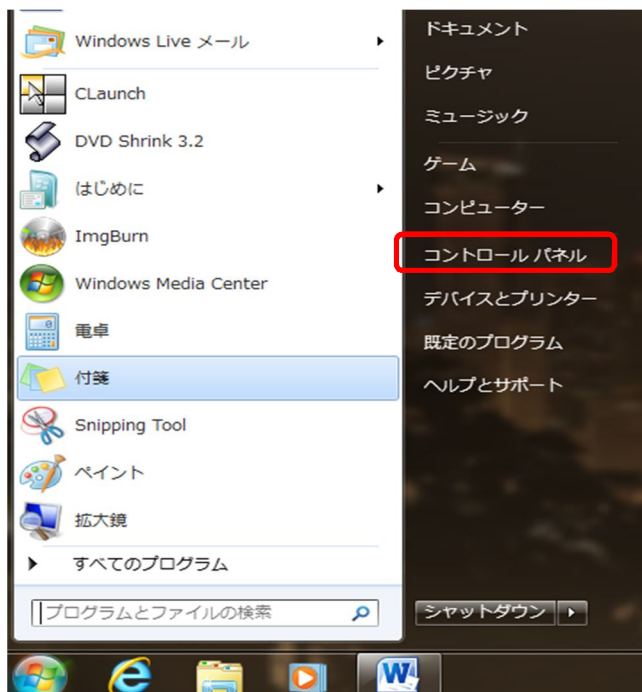 Windows Live メール
CLaunch
DVD Shrink 3.2
はじめに
ImgBurn
Windows Media Center
電卓
付箋
Snipping Tool
ペイント
拡大鏡
すべてのプログラム
プログラムとファイルの検索
ドキュメント
ピクチャ
ミュージック
ゲーム
コンピューター
コントロール パネル
デバイスとプリンター
既定のプログラム
ヘルプとサポート
シャットダウン
W